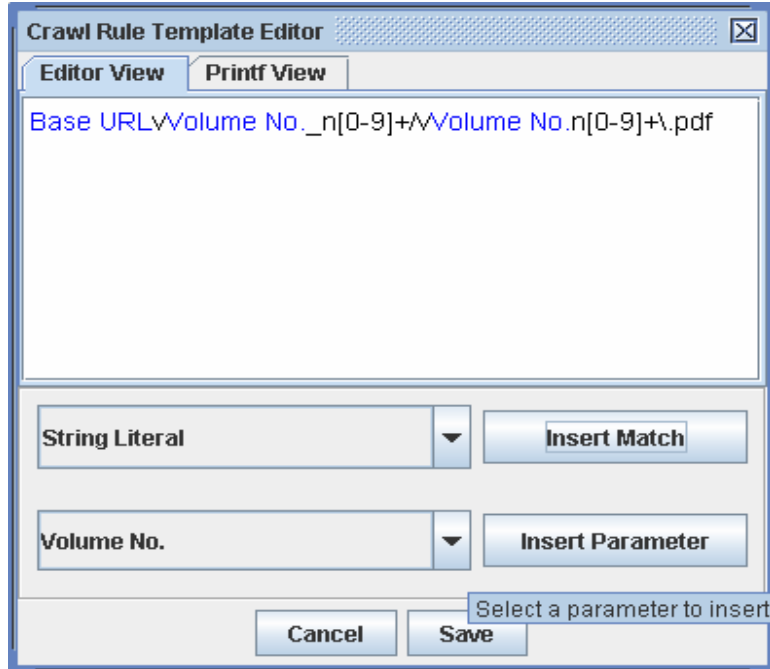 Crawl Rule Template Editor
Editor View Printf View
Base URLv/Volume No._n[0-9]+/v/Volume No.n[0-9]+\.pdf
String Literal Insert Match
Volume No. Insert Parameter
Select a parameter to insert
Cancel Save